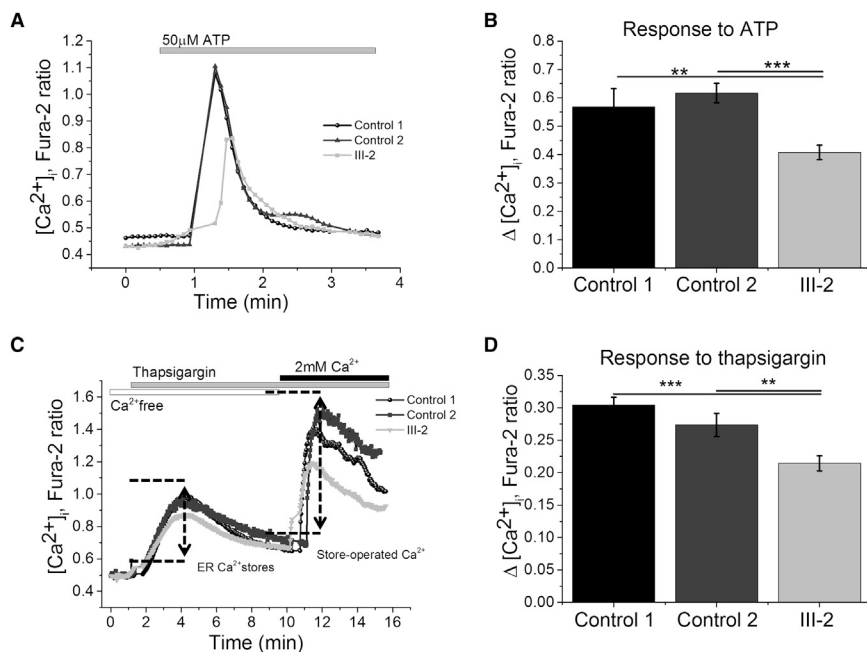 A
50μM ATP
[Ca2+]i, Fura-2 ratio
1.2
1.1
1.0
0.9
0.8
0.7
0.6
0.5
0.4
Control 1
Control 2
III-2
0 1 2 3 4
Time (min)
B
Response to ATP
** ***
Δ [Ca2+]i, Fura-2 ratio
0.8
0.7
0.6
0.5
0.4
0.3
0.2
0.1
0.0
Control 1 Control 2 III-2
C
Thapsigargin
2mM Ca2+
Ca2+free
[Ca2+]i, Fura-2 ratio
1.6
1.4
1.2
1.0
0.8
0.6
0.4
Control 1
Control 2
III-2
ER Ca2+stores
Store-operated Ca2+
0 2 4 6 8 10 12 14 16
Time (min)
D
Response to thapsigargin
*** **
Δ [Ca2+]i, Fura-2 ratio
0.35
0.30
0.25
0.20
0.15
0.10
0.05
0.00
Control 1 Control 2 III-2